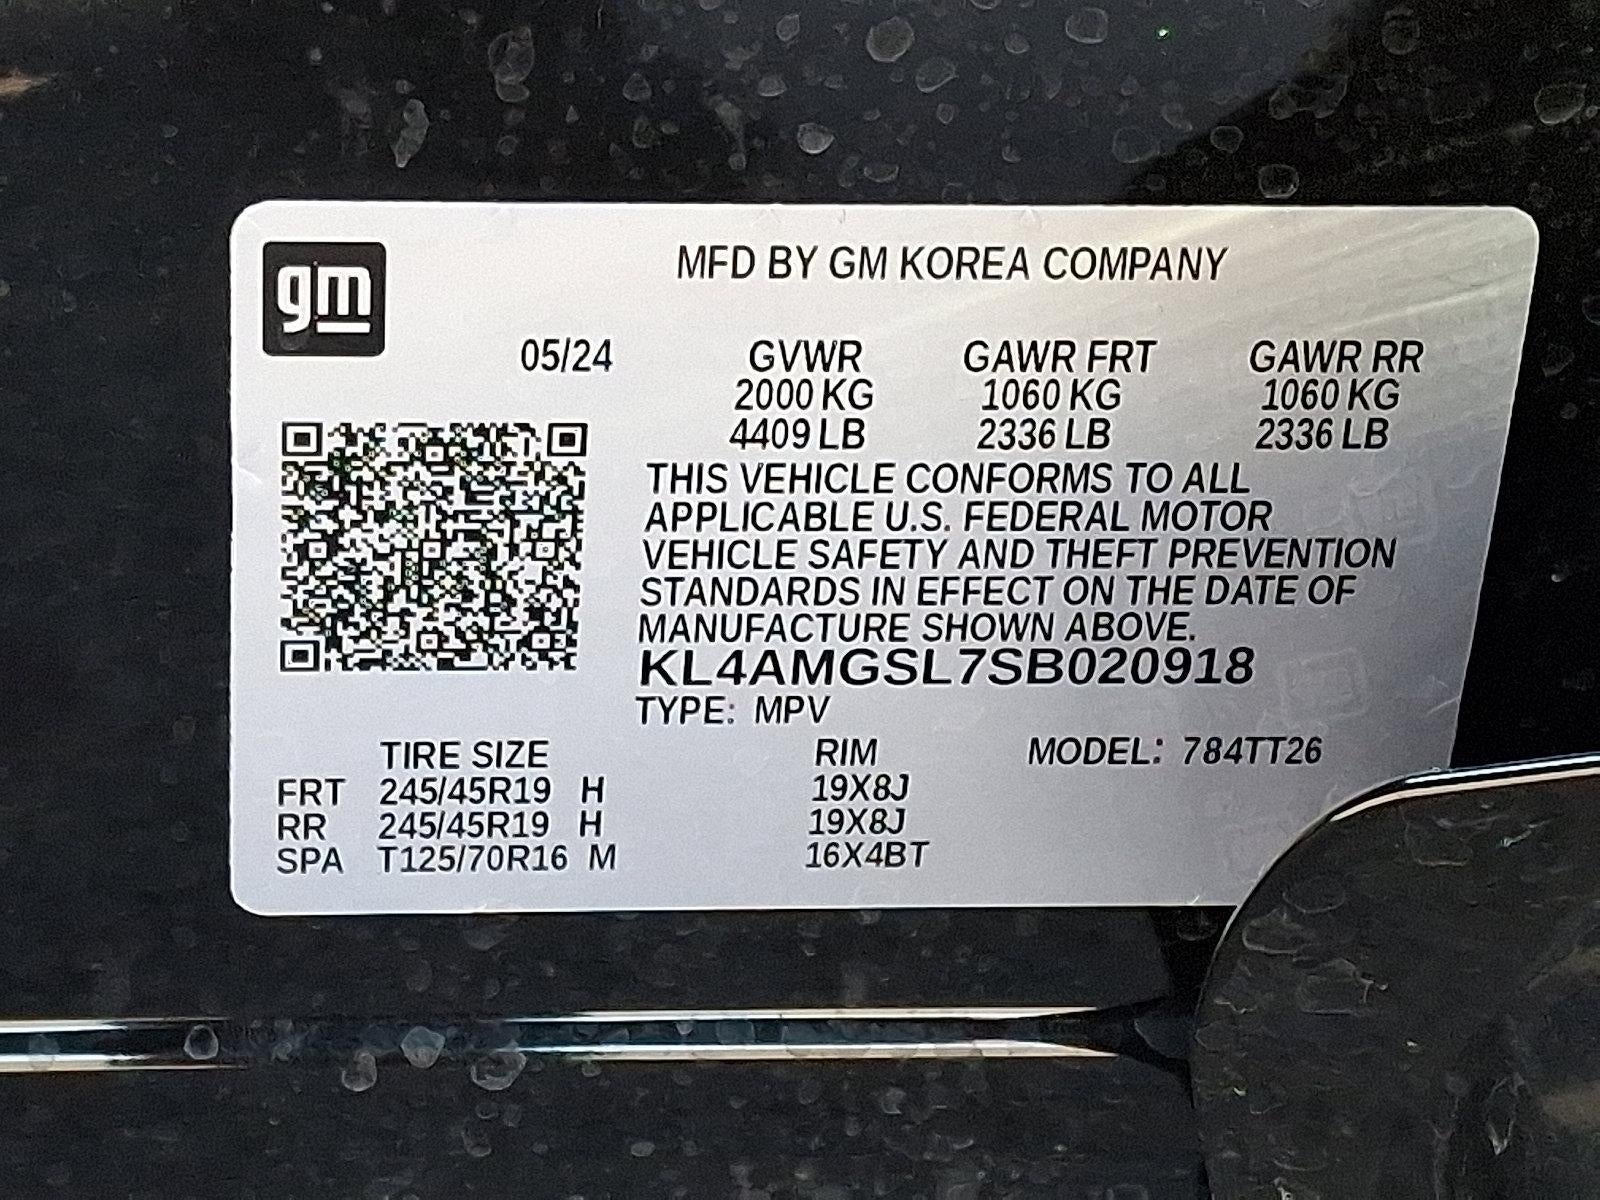 gm
MFD BY GM KOREA COMPANY
05/24 GVWR GAWR FRT GAWR RR
2000 KG 1060 KG 1060 KG
4409 LB 2336 LB 2336 LB
THIS VEHICLE CONFORMS TO ALL
APPLICABLE U.S. FEDERAL MOTOR
VEHICLE SAFETY AND THEFT PREVENTION
STANDARDS IN EFFECT ON THE DATE OF
MANUFACTURE SHOWN ABOVE.
KL4AMGSL7SB020918
TYPE: MPV
TIRE SIZE RIM MODEL: 784TT26
FRT 245/45R19 H 19X8J
RR 245/45R19 H 19X8J
SPA T125/70R16 M 16X4BT